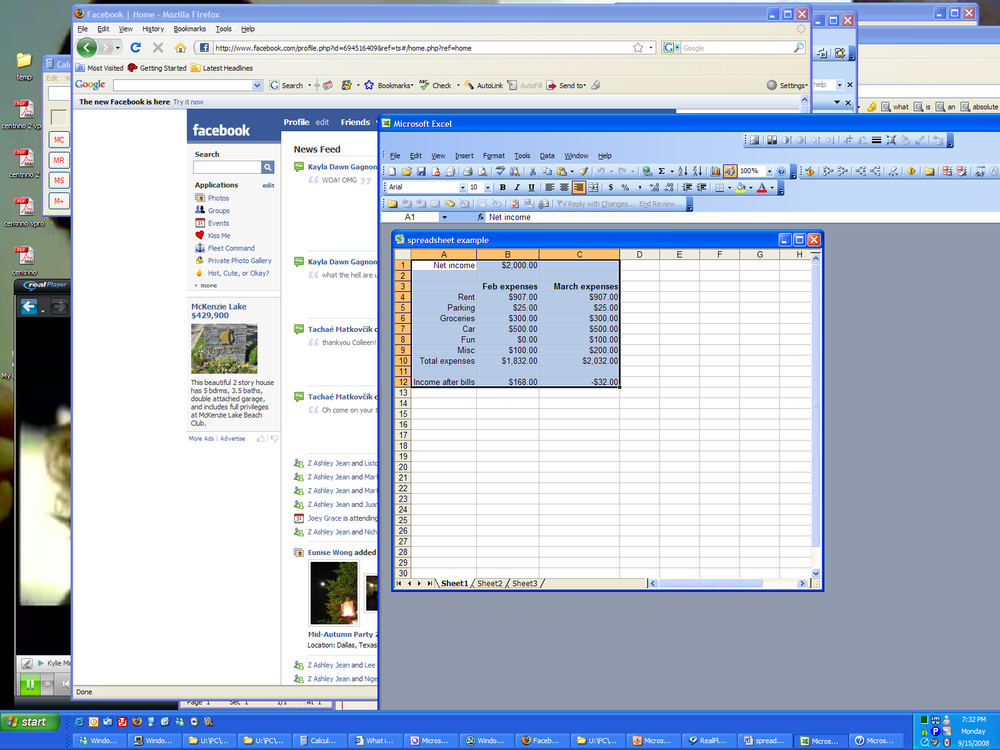 Facebook | Home - Mozilla Firefox
File Edit View History Bookmarks Tools Help
http://www.facebook.com/profile.php?id=694516409&ref=ts#/home.php?ref=home
Google
Most Visited Getting Started Latest Headlines
Google Search Bookmarks Check AutoLink AutoFill Send to Settings
The new Facebook is here Try it now
temp
centrino 2 vp
centrino 2
centrino vpro
centrino
Calc
Edit
MC
MR
MS
M+
real Player
Kylie Mi
facebook
Profile edit Friends
Search
Applications edit
Photos
Groups
Events
Kiss Me
Fleet Command
Private Photo Gallery
Hot, Cute, or Okay?
more
McKenzie Lake
$429,900
Beach Club
This beautiful 2 story house
has 5 bdrms, 3.5 baths,
double attached garage,
and includes full privileges
at McKenzie Lake Beach
Club.
More Ads | Advertise
News Feed
Kayla Dawn Gagnon
WOA! OMG
Kayla Dawn Gagnon
what the hell are u
Tachaé Matkovčík c
thankyou Colleen!
Tachaé Matkovčík c
Oh come on your t
Z Ashley Jean and Listo
Z Ashley Jean and Mart
Z Ashley Jean and Mart
Z Ashley Jean and Juan
Joey Grace is attending
Z Ashley Jean and Nich
Eunise Wong added
Mid-Autumn Party 2
Location: Dallas, Texas
Z Ashley Jean and Lee
Z Ashley Jean and Nige
Done
Page 1 Sec 1 1/1 At 1
help
what is an absolute
Microsoft Excel
File Edit View Insert Format Tools Data Window Help
100%
Arial 10 B I U $ % ,
Reply with Changes... End Review...
A1 fx Net income
spreadsheet example
A B C D E F G H
1 Net income $2,000.00
2
3 Feb expenses March expenses
4 Rent $907.00 $907.00
5 Parking $25.00 $25.00
6 Groceries $300.00 $300.00
7 Car $500.00 $500.00
8 Fun $0.00 $100.00
9 Misc $100.00 $200.00
10 Total expenses $1,832.00 $2,032.00
11
12 Income after bills $168.00 -$32.00
13
14
15
16
17
18
19
20
21
22
23
24
25
26
27
28
29
30
Sheet1 Sheet2 Sheet3
start
Windo... Windo... U:\PC\... U:\PC\... Calcul... What i... Micros... Windo... Faceb... U:\PC\... Micros... RealPl... spread... Micros... Micros...
7:32 PM
Monday
9/15/2008